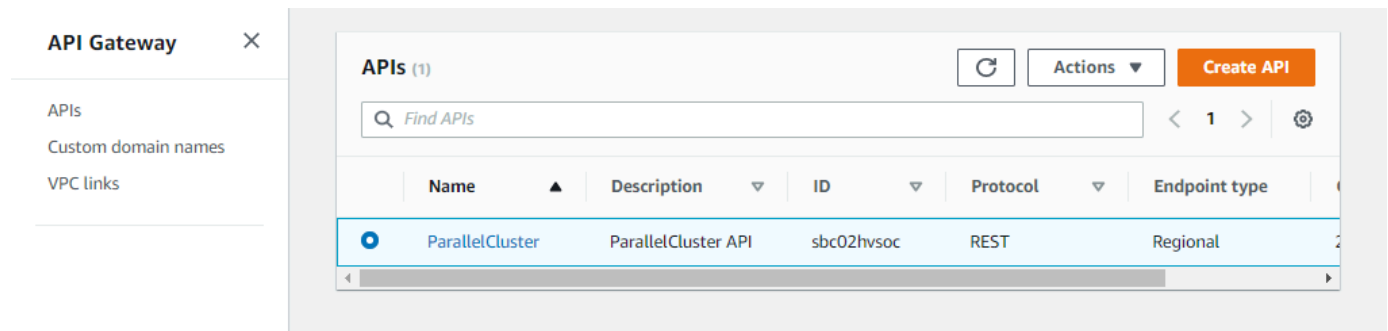 API Gateway
APIs
Custom domain names
VPC links
APIs (1)
Actions
Create API
Find APIs
1
Name Description ID Protocol Endpoint type
ParallelCluster ParallelCluster API sbc02hvsoc REST Regional